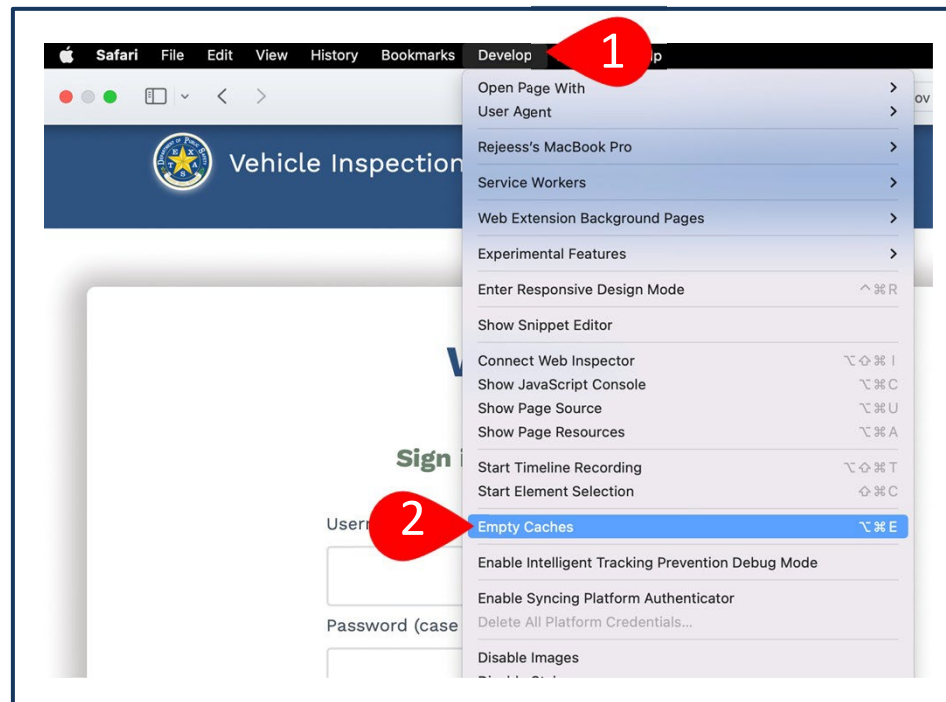 Safari File Edit View History Bookmarks Develop
1
Open Page With
User Agent
ov
Rejeess's MacBook Pro
Vehicle Inspection
Service Workers
Web Extension Background Pages
Experimental Features
Enter Responsive Design Mode ^⌘R
Show Snippet Editor
Connect Web Inspector ⌥⇧⌘I
Show JavaScript Console ⌥⌘C
Show Page Source ⌥⌘U
Show Page Resources ⌥⌘A
Sign i
Start Timeline Recording ⌥⇧⌘T
Start Element Selection ⇧⌘C
2
Empty Caches ⌥⌘E
Enable Intelligent Tracking Prevention Debug Mode
Enable Syncing Platform Authenticator
Password (case
Delete All Platform Credentials...
Disable Images